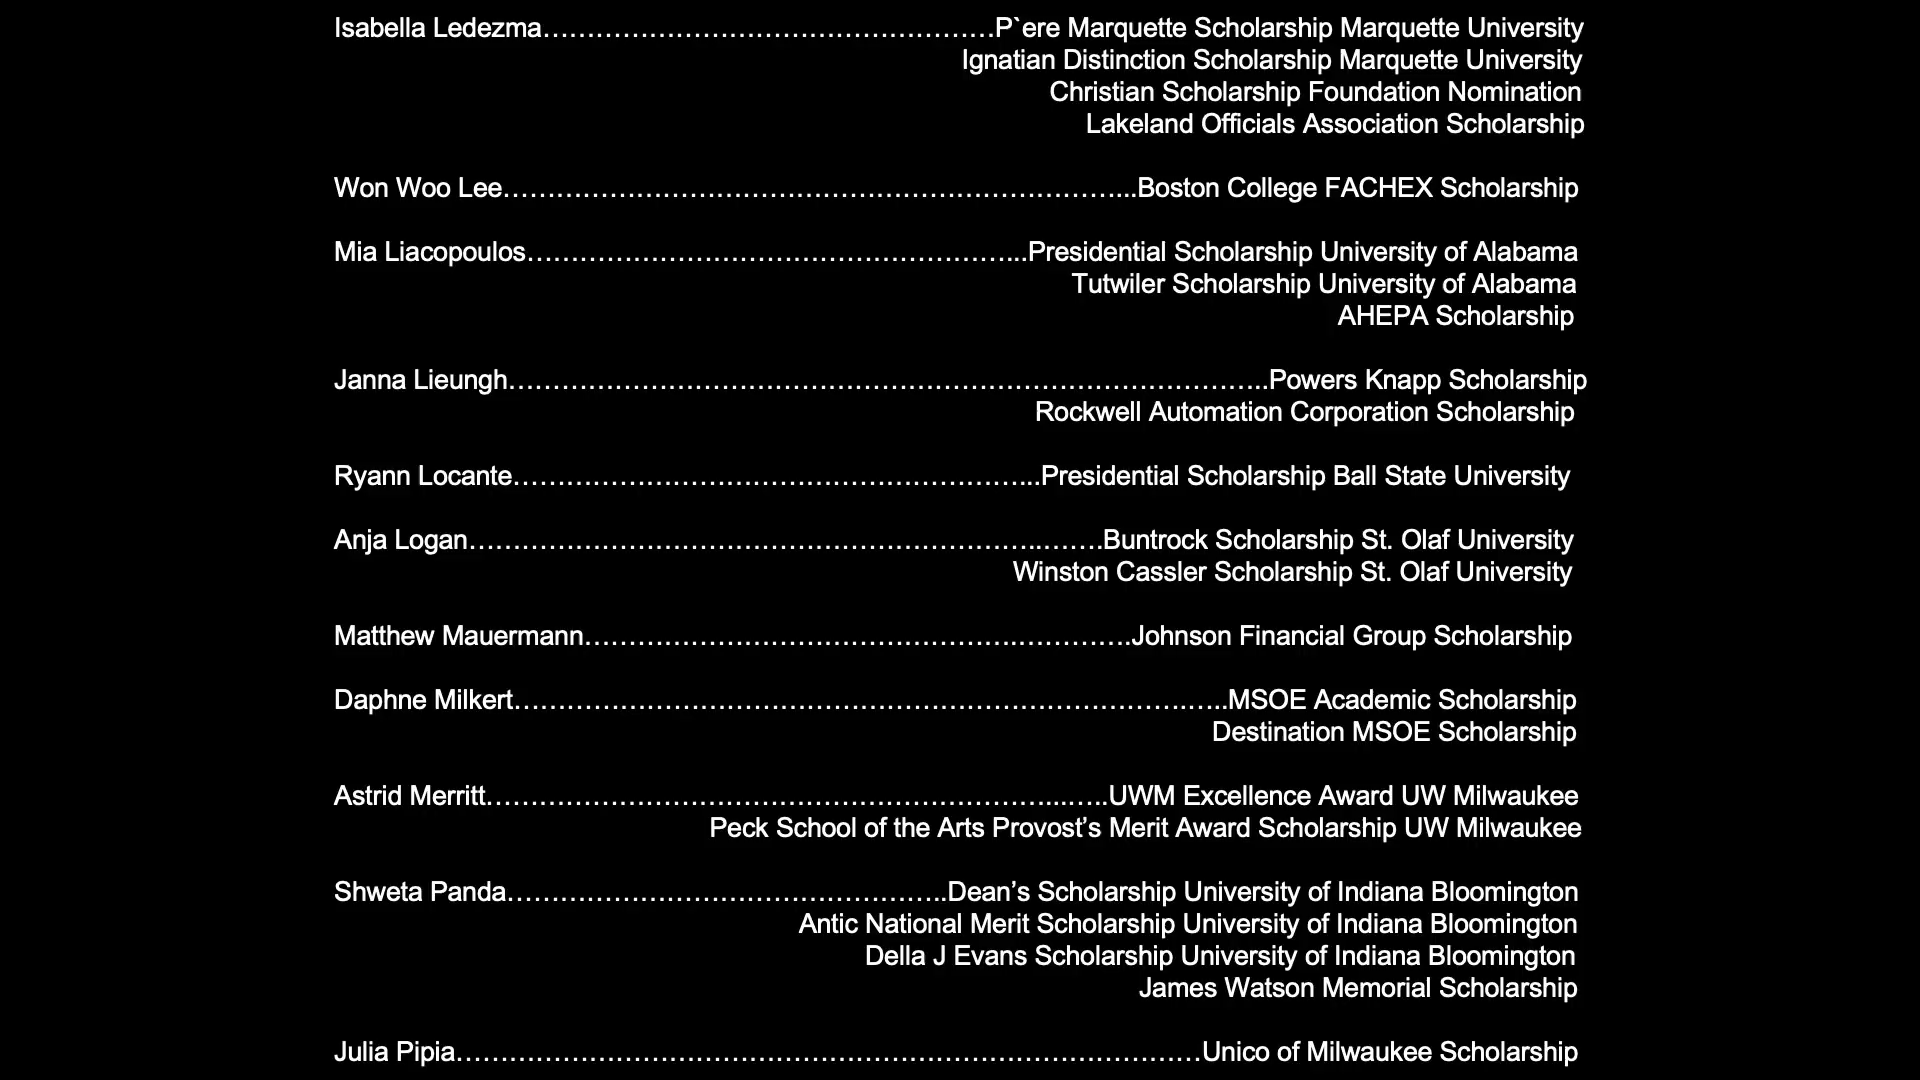 Isabella Ledezma……………………………………………P`ere Marquette Scholarship Marquette University
Ignatian Distinction Scholarship Marquette University
Christian Scholarship Foundation Nomination
Lakeland Officials Association Scholarship
Won Woo Lee……………………………………………………………...Boston College FACHEX Scholarship
Mia Liacopoulos………………………………………………...Presidential Scholarship University of Alabama
Tutwiler Scholarship University of Alabama
AHEPA Scholarship
Janna Lieungh…………………………………………………………………………..Powers Knapp Scholarship
Rockwell Automation Corporation Scholarship
Ryann Locante…………………………………………………...Presidential Scholarship Ball State University
Anja Logan………………………………………………………..…….Buntrock Scholarship St. Olaf University
Winston Cassler Scholarship St. Olaf University
Matthew Mauermann………………………………………….………….Johnson Financial Group Scholarship
Daphne Milkert………………………………………………………………….…..MSOE Academic Scholarship
Destination MSOE Scholarship
Astrid Merritt………………………………………………………...…..UWM Excellence Award UW Milwaukee
Peck School of the Arts Provost’s Merit Award Scholarship UW Milwaukee
Shweta Panda…………………………………………..Dean’s Scholarship University of Indiana Bloomington
Antic National Merit Scholarship University of Indiana Bloomington
Della J Evans Scholarship University of Indiana Bloomington
James Watson Memorial Scholarship
Julia Pipia…………………………………………………………………………Unico of Milwaukee Scholarship